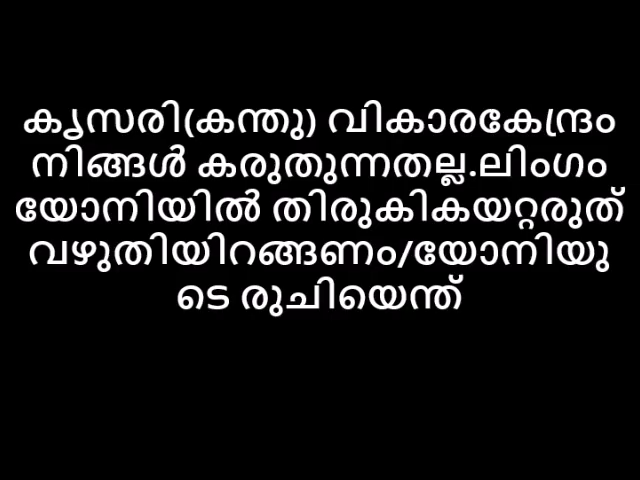 കൃസരി(കന്തു) വികാരകേന്ദ്രം
നിങ്ങൾ കരുതുന്നതല്ല.ലിംഗം
യോനിയിൽ തിരുകികയറ്റരുത്
വഴുതിയിറങ്ങണം/യോനിയു
ടെ രുചിയെന്ത്